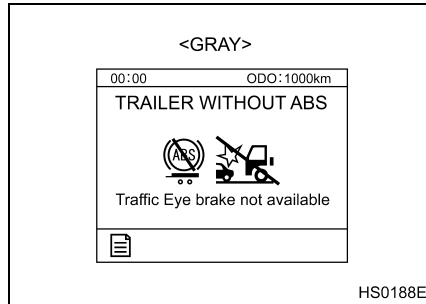 <GRAY>
00:00 ODO:1000km
TRAILER WITHOUT ABS
ABS
Traffic Eye brake not available
HS0188E